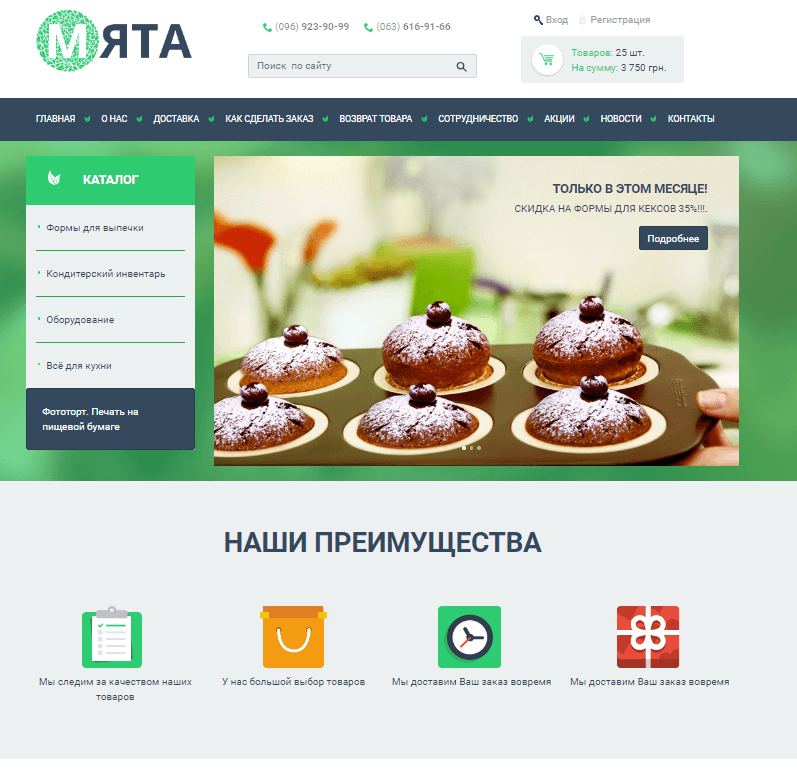 МЯТА
(096) 923-90-99 (063) 616-91-66
Вход Регистрация
Поиск по сайту
Товаров: 25 шт.
На сумму: 3 750 грн.
ГЛАВНАЯ О НАС ДОСТАВКА КАК СДЕЛАТЬ ЗАКАЗ ВОЗВРАТ ТОВАРА СОТРУДНИЧЕСТВО АКЦИИ НОВОСТИ КОНТАКТЫ
КАТАЛОГ
Формы для выпечки
Кондитерский инвентарь
Оборудование
Всё для кухни
Фототорт. Печать на
пищевой бумаге
ТОЛЬКО В ЭТОМ МЕСЯЦЕ!
СКИДКА НА ФОРМЫ ДЛЯ КЕКСОВ 35%!!!.
Подробнее
НАШИ ПРЕИМУЩЕСТВА
Мы следим за качеством наших
товаров
У нас большой выбор товаров
Мы доставим Ваш заказ вовремя
Мы доставим Ваш заказ вовремя